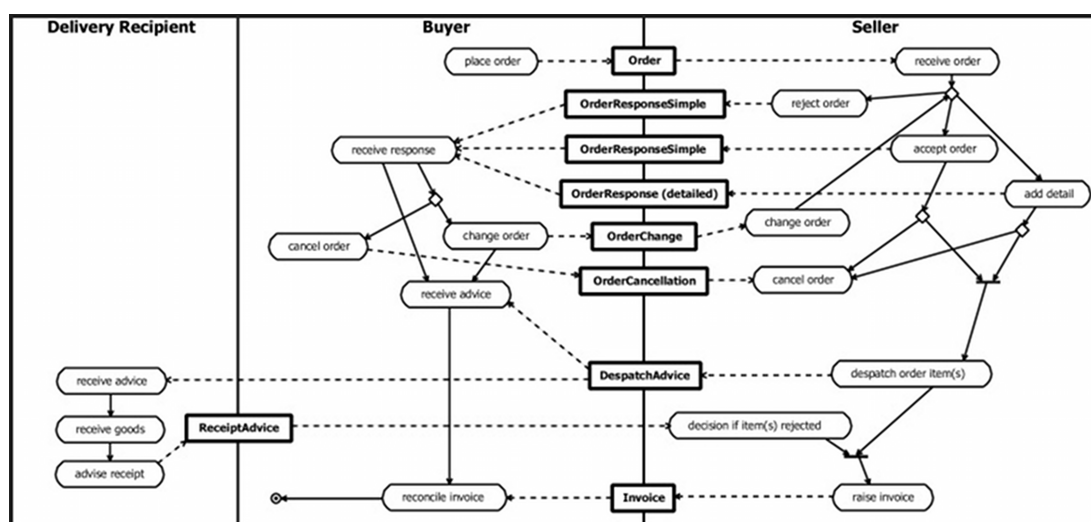 Delivery Recipient
Buyer
Seller
place order
Order
receive order
OrderResponseSimple
reject order
receive response
OrderResponseSimple
accept order
OrderResponse (detailed)
add detail
change order
OrderChange
change order
cancel order
OrderCancellation
cancel order
receive advice
receive advice
DespatchAdvice
despatch order item(s)
receive goods
ReceiptAdvice
decision if item(s) rejected
advise receipt
reconcile invoice
Invoice
raise invoice